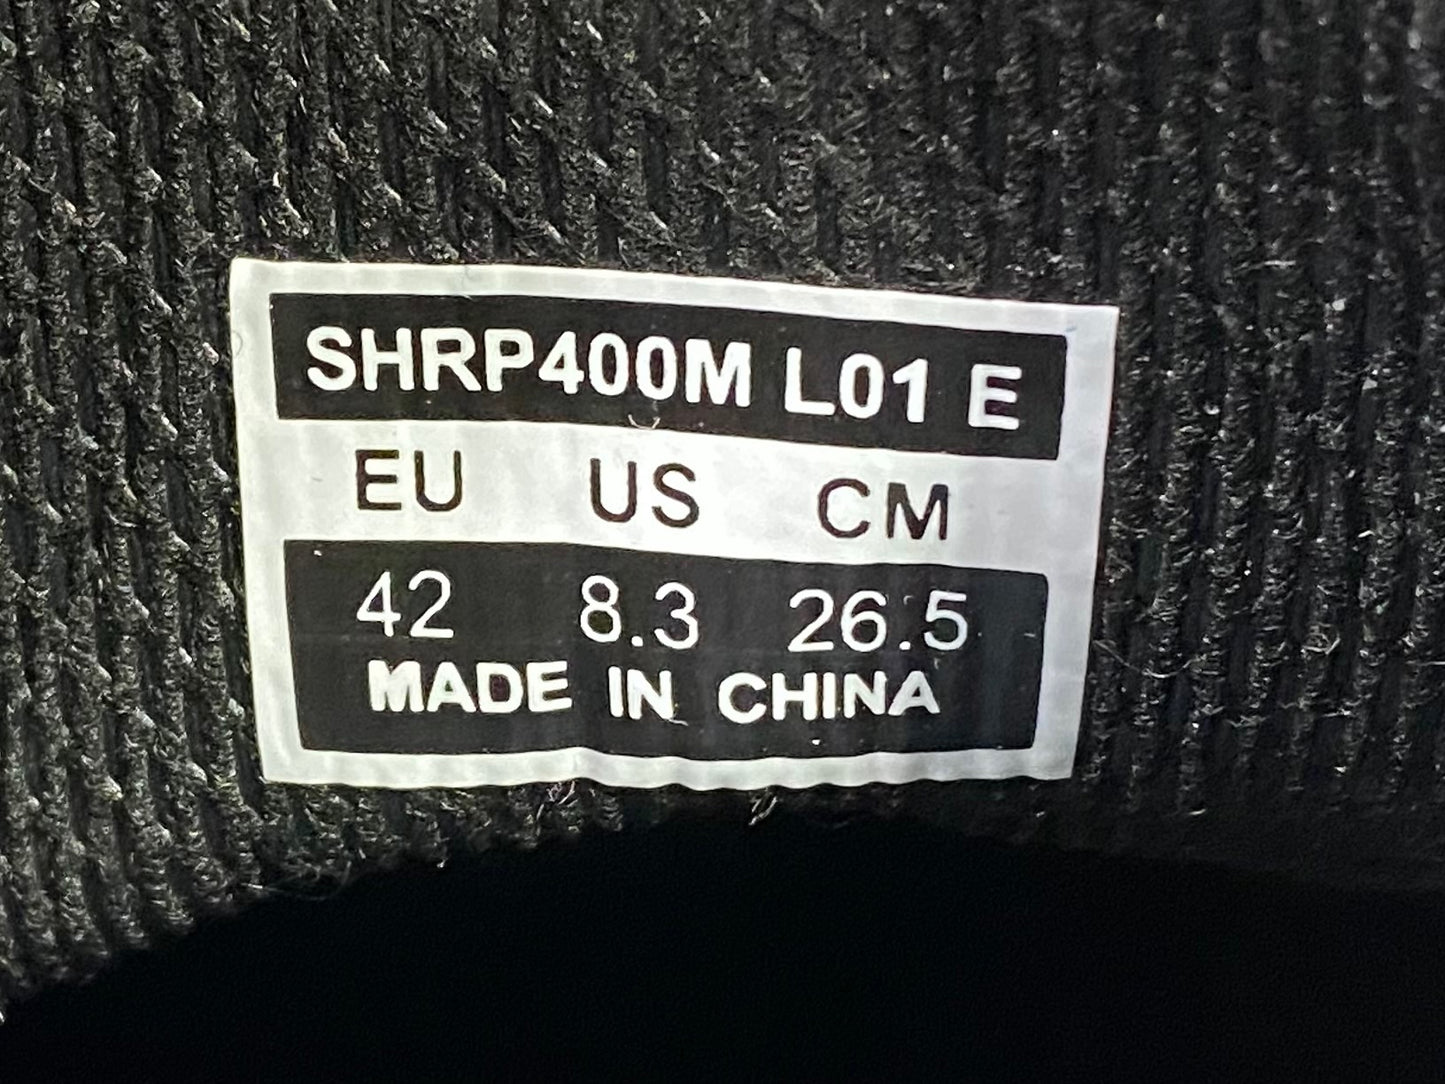 SHRP400M L01 E
EU US CM
42 8.3 26.5
MADE IN CHINA